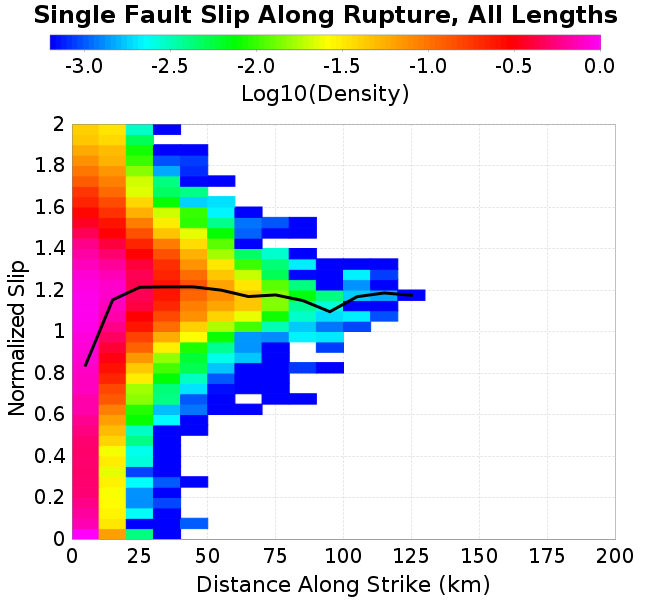 Single Fault Slip Along Rupture, All Lengths
-3.0 -2.5 -2.0 -1.5 -1.0 -0.5 0.0
Log10(Density)
2
1.8
1.6
1.4
1.2
1
0.8
0.6
0.4
0.2
0
Normalized Slip
0 25 50 75 100 125 150 175 200
Distance Along Strike (km)